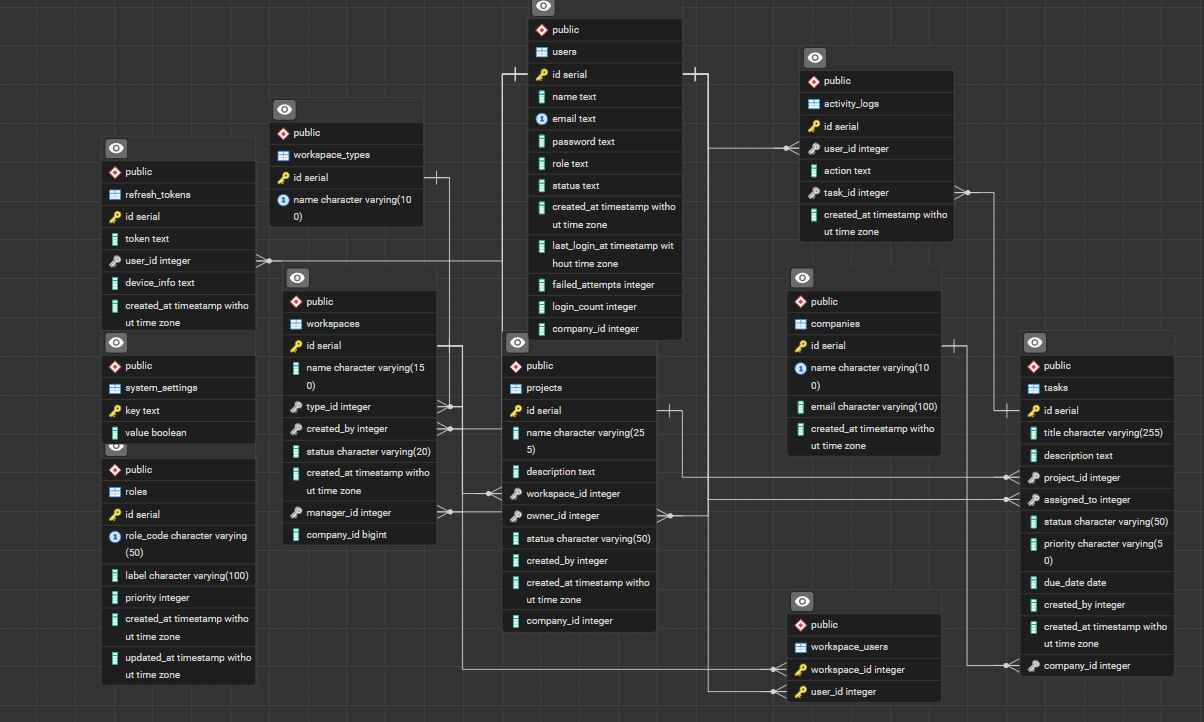 public
users
id serial
name text
email text
password text
role text
status text
created_at timestamp witho
ut time zone
last_login_at timestamp wit
hout time zone
failed_attempts integer
login_count integer
company_id integer
public
activity_logs
id serial
user_id integer
action text
task_id integer
created_at timestamp witho
ut time zone
public
workspace_types
id serial
name character varying(10
0)
public
refresh_tokens
id serial
token text
user_id integer
device_info text
created_at timestamp witho
ut time zone
public
workspaces
id serial
name character varying(15
0)
type_id integer
created_by integer
status character varying(20)
created_at timestamp witho
ut time zone
manager_id integer
company_id bigint
public
companies
id serial
name character varying(10
0)
email character varying(100)
created_at timestamp witho
ut time zone
public
system_settings
key text
value boolean
public
projects
id serial
name character varying(25
5)
description text
workspace_id integer
owner_id integer
status character varying(50)
created_by integer
created_at timestamp witho
ut time zone
company_id integer
public
tasks
id serial
title character varying(255)
description text
project_id integer
assigned_to integer
status character varying(50)
priority character varying(5
0)
due_date date
created_by integer
created_at timestamp witho
ut time zone
company_id integer
public
roles
id serial
role_code character varying
(50)
label character varying(100)
priority integer
created_at timestamp witho
ut time zone
updated_at timestamp witho
ut time zone
public
workspace_users
workspace_id integer
user_id integer